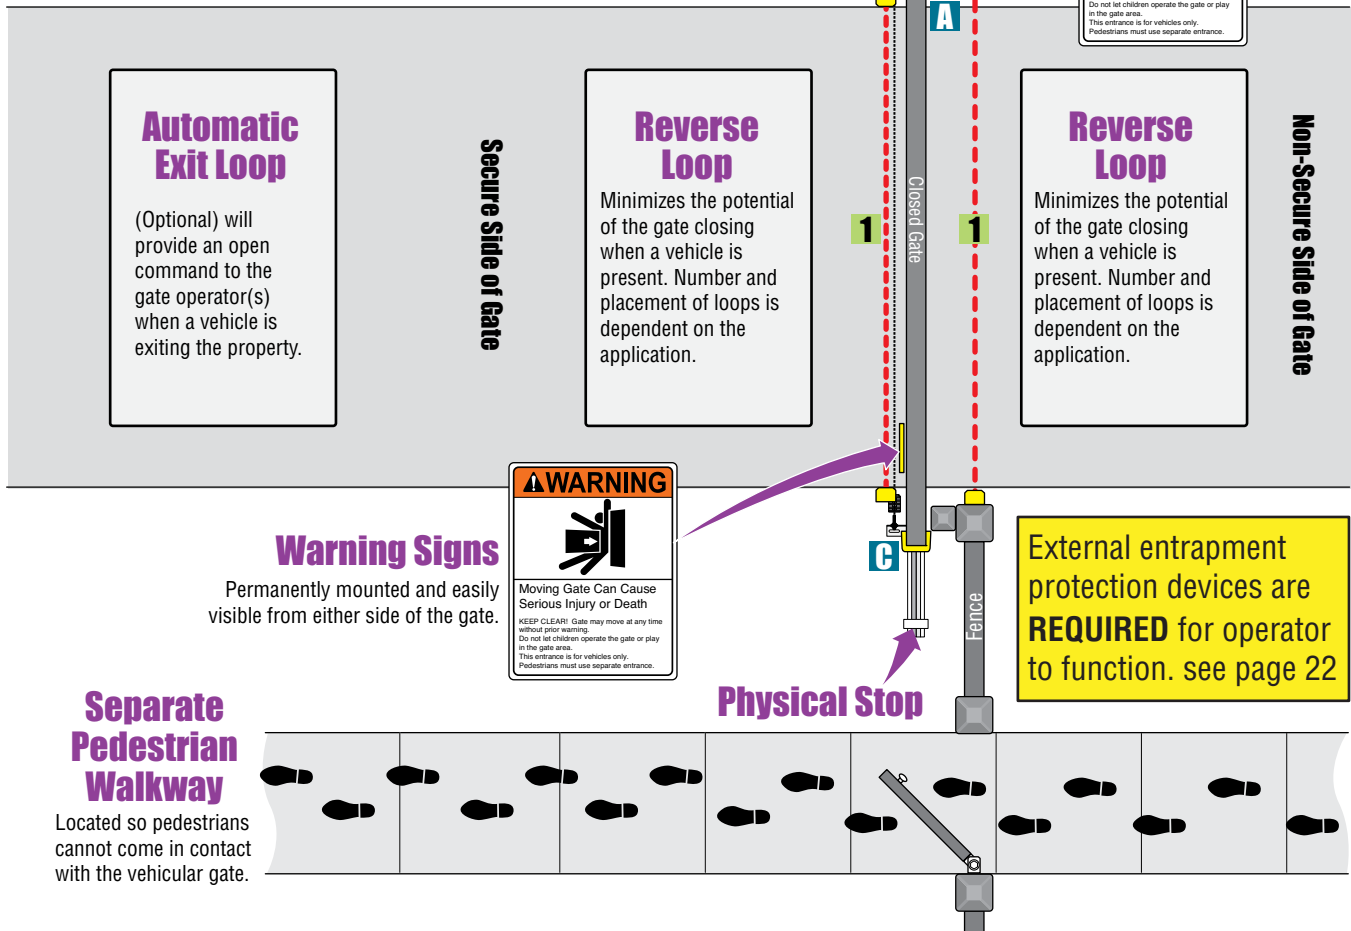 A
Do not let children operate the gate or play
in the gate area.
This entrance is for vehicles only.
Pedestrians must use separate entrance.
Automatic
Exit Loop
(Optional) will
provide an open
command to the
gate operator(s)
when a vehicle is
exiting the property.
Secure Side of Gate
Reverse
Loop
Minimizes the potential
of the gate closing
when a vehicle is
present. Number and
placement of loops is
dependent on the
application.
1
Closed Gate
1
Reverse
Loop
Minimizes the potential
of the gate closing
when a vehicle is
present. Number and
placement of loops is
dependent on the
application.
Non-Secure Side of Gate
Warning Signs
Permanently mounted and easily
visible from either side of the gate.
WARNING
Moving Gate Can Cause
Serious Injury or Death
KEEP CLEAR! Gate may move at any time
without prior warning.
Do not let children operate the gate or play
in the gate area.
This entrance is for vehicles only.
Pedestrians must use separate entrance.
C
Fence
External entrapment
protection devices are
REQUIRED for operator
to function. see page 22
Physical Stop
Separate
Pedestrian
Walkway
Located so pedestrians
cannot come in contact
with the vehicular gate.